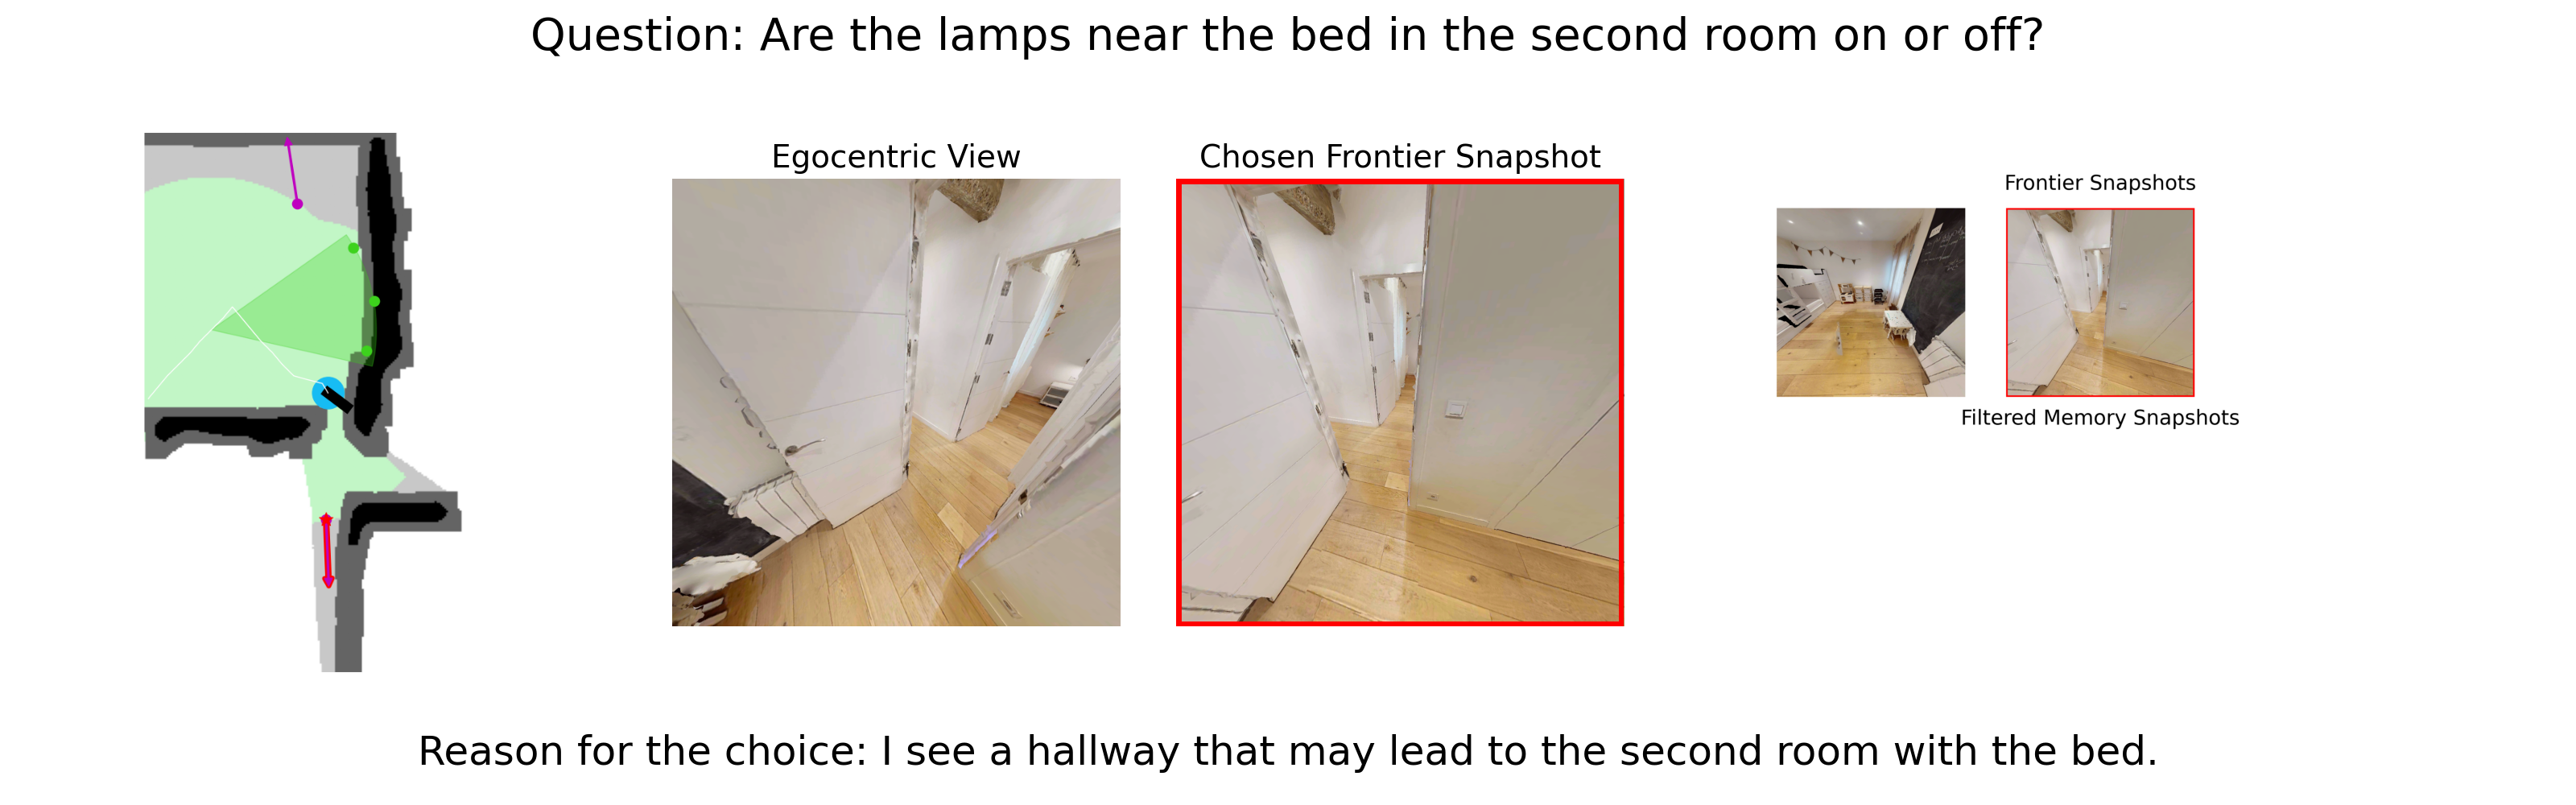 Question: Are the lamps near the bed in the second room on or off?
Egocentric View
Chosen Frontier Snapshot
Frontier Snapshots
Filtered Memory Snapshots
Reason for the choice: I see a hallway that may lead to the second room with the bed.